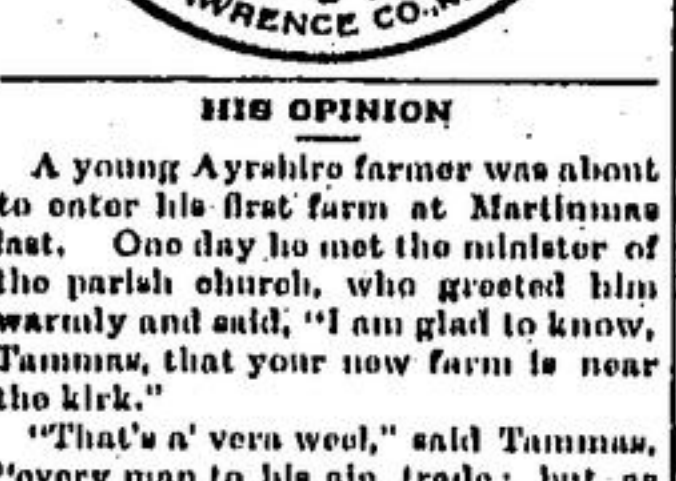 WRENCE CO.,
HIS OPINION
A young Ayrshire farmer was about
to enter his first farm at Martinmas
last. One day he met the minister of
the parish church, who greeted him
warmly and said, "I am glad to know,
Tammas, that your new farm is near
the kirk."
"That's a' vera weel," said Tammas,
"every man to his ain trade; but as